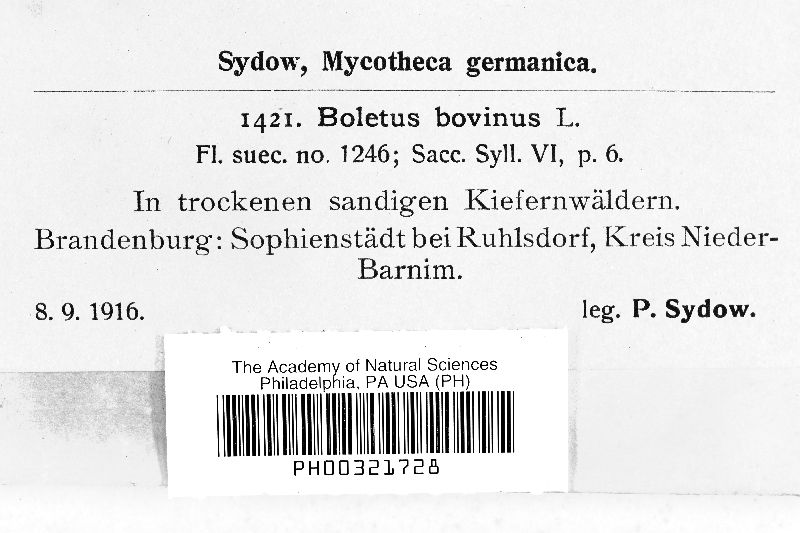 Sydow, Mycotheca germanica.
1421. Boletus bovinus L.
Fl. suec. no. 1246; Sacc. Syll. VI, p. 6.
In trockenen sandigen Kiefernwäldern.
Brandenburg: Sophienstädt bei Ruhlsdorf, Kreis Nieder-
Barnim.
8. 9. 1916.
leg. P. Sydow.
The Academy of Natural Sciences
Philadelphia, PA USA (PH)
PH00321728